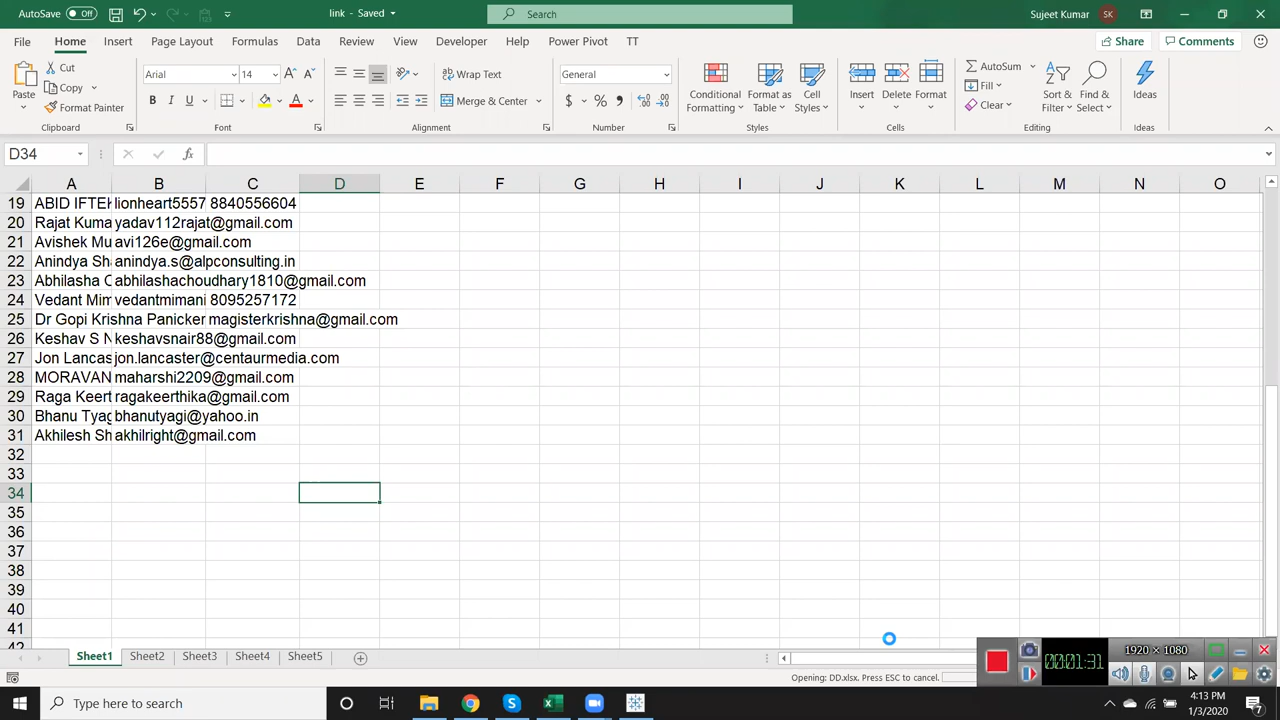 AutoSave Off link - Saved Search Sujeet Kumar SK
File Home Insert Page Layout Formulas Data Review View Developer Help Power Pivot TT Share Comments
Cut Copy Format Painter Paste Clipboard
Arial 14 A A B I U A Font
ab Wrap Text Merge & Center Alignment
General $ % , Number
Conditional Formatting Format as Table Cell Styles Styles
Insert Delete Format Cells
AutoSum Fill Clear Sort & Filter Find & Select Editing
Ideas Ideas
D34 fx
A B C D E F G H I J K L M N O
19 ABID IFTEK lionheart5557 8840556604
20 Rajat Kuma yadav112rajat@gmail.com
21 Avishek Mu avi126e@gmail.com
22 Anindya Sh anindya.s@alpconsulting.in
23 Abhilasha C abhilashachoudhary1810@gmail.com
24 Vedant Mim vedantmimani 8095257172
25 Dr Gopi Krishna Panicker magisterkrishna@gmail.com
26 Keshav S N keshavsnair88@gmail.com
27 Jon Lancas jon.lancaster@centaurmedia.com
28 MORAVAN maharshi2209@gmail.com
29 Raga Keert ragakeerthika@gmail.com
30 Bhanu Tyag bhanutyagi@yahoo.in
31 Akhilesh Sh akhilright@gmail.com
32
33
34
35
36
37
38
39
40
41
42
Sheet1 Sheet2 Sheet3 Sheet4 Sheet5
Opening: DD.xlsx. Press ESC to cancel.
1920 × 1080
00:01:31
Type here to search
4:13 PM
1/3/2020
7